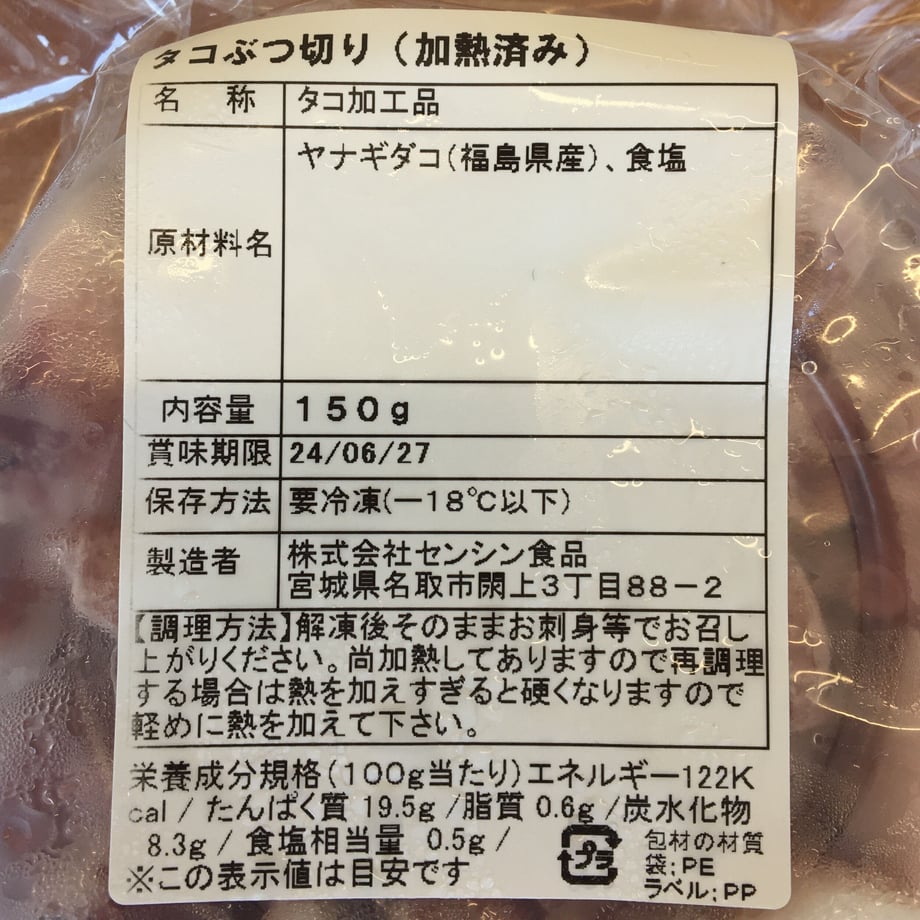 タコぶつ切り（加熱済み）
名　称 タコ加工品
原材料名 ヤナギダコ（福島県産）、食塩
内容量 150g
賞味期限 24/06/27
保存方法 要冷凍(－18℃以下)
製造者 株式会社センシン食品
宮城県名取市閖上3丁目88－2
【調理方法】解凍後そのままお刺身等でお召し
上がりください。尚加熱してありますので再調理
する場合は熱を加えすぎると硬くなりますので
軽めに熱を加えて下さい。
栄養成分規格(100g当たり)エネルギー122K
cal / たんぱく質 19.5g /脂質 0.6g /炭水化物
8.3g / 食塩相当量 0.5g /
※この表示値は目安です
プラ
包材の材質
袋:PE
ラベル:PP